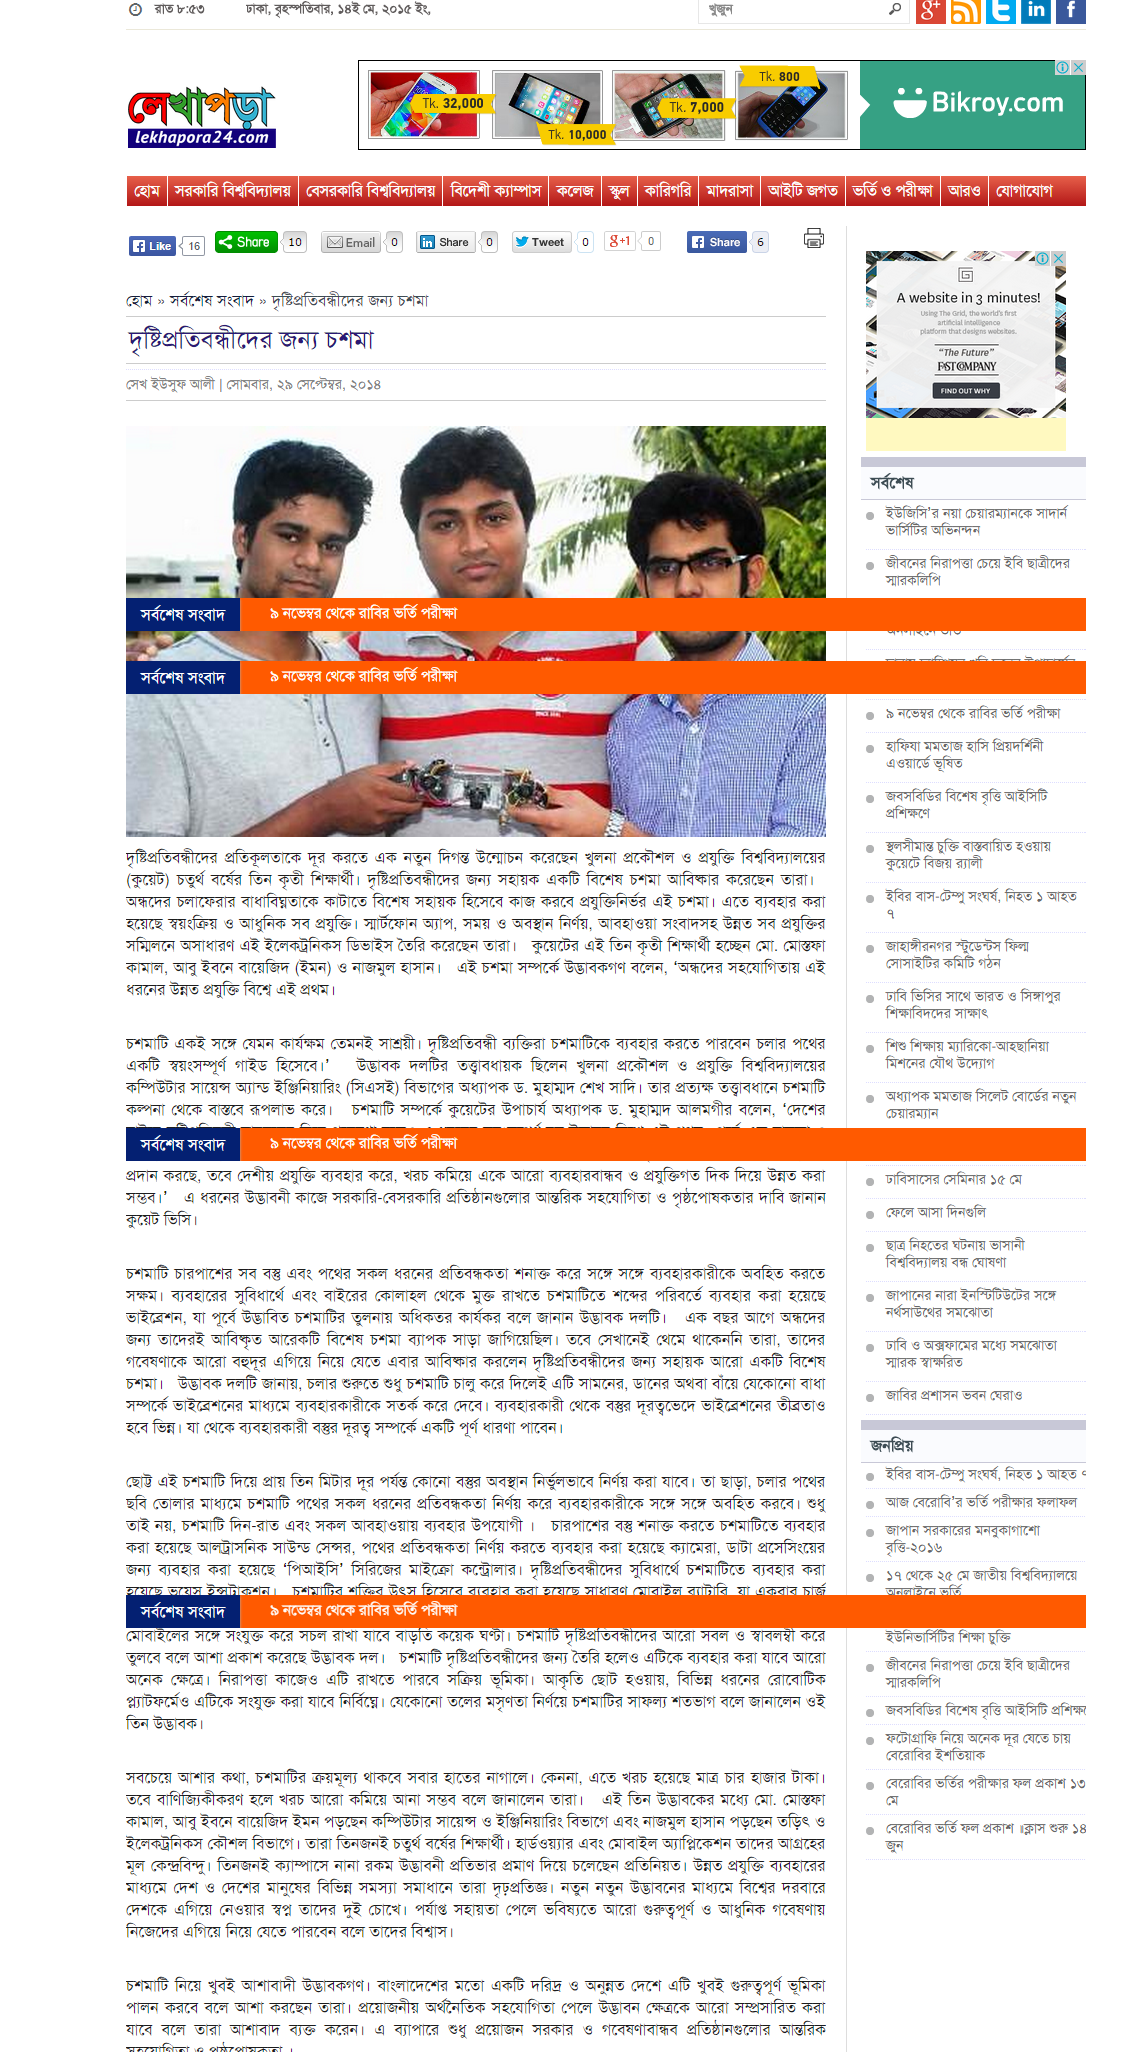 রাত ৮:৫৩ ঢাকা, বৃহস্পতিবার, ১৪ই মে, ২০১৫ ইং,
খুজুন
লেখাপড়া
lekhapora24.com
Tk. 32,000
Tk. 10,000
Tk. 7,000
Tk. 800
Bikroy.com
হোম সরকারি বিশ্ববিদ্যালয় বেসরকারি বিশ্ববিদ্যালয় বিদেশী ক্যাম্পাস কলেজ স্কুল কারিগরি মাদরাসা আইটি জগত ভর্তি ও পরীক্ষা আরও যোগাযোগ
Like 16 Share 10 Email 0 Share 0 Tweet 0 g+1 0 Share 6
হোম » সর্বশেষ সংবাদ » দৃষ্টিপ্রতিবন্ধীদের জন্য চশমা
দৃষ্টিপ্রতিবন্ধীদের জন্য চশমা
সেখ ইউসুফ আলী | সোমবার, ২৯ সেপ্টেম্বর, ২০১৪
সর্বশেষ সংবাদ ৯ নভেম্বর থেকে রাবির ভর্তি পরীক্ষা
সর্বশেষ সংবাদ ৯ নভেম্বর থেকে রাবির ভর্তি পরীক্ষা
দৃষ্টিপ্রতিবন্ধীদের প্রতিকূলতাকে দূর করতে এক নতুন দিগন্ত উন্মোচন করেছেন খুলনা প্রকৌশল ও প্রযুক্তি বিশ্ববিদ্যালয়ের
(কুয়েট) চতুর্থ বর্ষের তিন কৃতী শিক্ষার্থী। দৃষ্টিপ্রতিবন্ধীদের জন্য সহায়ক একটি বিশেষ চশমা আবিষ্কার করেছেন তারা।
অন্ধদের চলাফেরার বাধাবিঘ্নতাকে কাটাতে বিশেষ সহায়ক হিসেবে কাজ করবে প্রযুক্তিনির্ভর এই চশমা। এতে ব্যবহার করা
হয়েছে স্বয়ংক্রিয় ও আধুনিক সব প্রযুক্তি। স্মার্টফোন অ্যাপ, সময় ও অবস্থান নির্ণয়, আবহাওয়া সংবাদসহ উন্নত সব প্রযুক্তির
সম্মিলনে অসাধারণ এই ইলেকট্রনিকস ডিভাইস তৈরি করেছেন তারা। কুয়েটের এই তিন কৃতী শিক্ষার্থী হচ্ছেন মো. মোস্তফা
কামাল, আবু ইবনে বায়েজিদ (ইমন) ও নাজমুল হাসান। এই চশমা সম্পর্কে উদ্ভাবকগণ বলেন, ‘অন্ধদের সহযোগিতায় এই
ধরনের উন্নত প্রযুক্তি বিশ্বে এই প্রথম।
চশমাটি একই সঙ্গে যেমন কার্যক্ষম তেমনই সাশ্রয়ী। দৃষ্টিপ্রতিবন্ধী ব্যক্তিরা চশমাটিকে ব্যবহার করতে পারবেন চলার পথের
একটি স্বয়ংসম্পূর্ণ গাইড হিসেবে।’ উদ্ভাবক দলটির তত্ত্বাবধায়ক ছিলেন খুলনা প্রকৌশল ও প্রযুক্তি বিশ্ববিদ্যালয়ের
কম্পিউটার সায়েন্স অ্যান্ড ইঞ্জিনিয়ারিং (সিএসই) বিভাগের অধ্যাপক ড. মুহাম্মদ শেখ সাদি। তার প্রত্যক্ষ তত্ত্বাবধানে চশমাটি
কল্পনা থেকে বাস্তবে রূপলাভ করে। চশমাটি সম্পর্কে কুয়েটের উপাচার্য অধ্যাপক ড. মুহাম্মদ আলমগীর বলেন, ‘দেশের
সর্বশেষ সংবাদ ৯ নভেম্বর থেকে রাবির ভর্তি পরীক্ষা
প্রদান করছে, তবে দেশীয় প্রযুক্তি ব্যবহার করে, খরচ কমিয়ে একে আরো ব্যবহারবান্ধব ও প্রযুক্তিগত দিক দিয়ে উন্নত করা
সম্ভব।’ এ ধরনের উদ্ভাবনী কাজে সরকারি-বেসরকারি প্রতিষ্ঠানগুলোর আন্তরিক সহযোগিতা ও পৃষ্ঠপোষকতার দাবি জানান
কুয়েট ভিসি।
চশমাটি চারপাশের সব বস্তু এবং পথের সকল ধরনের প্রতিবন্ধকতা শনাক্ত করে সঙ্গে সঙ্গে ব্যবহারকারীকে অবহিত করতে
সক্ষম। ব্যবহারের সুবিধার্থে এবং বাইরের কোলাহল থেকে মুক্ত রাখতে চশমাটিতে শব্দের পরিবর্তে ব্যবহার করা হয়েছে
ভাইব্রেশন, যা পূর্বে উদ্ভাবিত চশমাটির তুলনায় অধিকতর কার্যকর বলে জানান উদ্ভাবক দলটি। এক বছর আগে অন্ধদের
জন্য তাদেরই আবিষ্কৃত আরেকটি বিশেষ চশমা ব্যাপক সাড়া জাগিয়েছিল। তবে সেখানেই থেমে থাকেননি তারা, তাদের
গবেষণাকে আরো বহুদূর এগিয়ে নিয়ে যেতে এবার আবিষ্কার করলেন দৃষ্টিপ্রতিবন্ধীদের জন্য সহায়ক আরো একটি বিশেষ
চশমা। উদ্ভাবক দলটি জানায়, চলার শুরুতে শুধু চশমাটি চালু করে দিলেই এটি সামনের, ডানের অথবা বাঁয়ে যেকোনো বাধা
সম্পর্কে ভাইব্রেশনের মাধ্যমে ব্যবহারকারীকে সতর্ক করে দেবে। ব্যবহারকারী থেকে বস্তুর দূরত্বভেদে ভাইব্রেশনের তীব্রতাও
হবে ভিন্ন। যা থেকে ব্যবহারকারী বস্তুর দূরত্ব সম্পর্কে একটি পূর্ণ ধারণা পাবেন।
ছোট্ট এই চশমাটি দিয়ে প্রায় তিন মিটার দূর পর্যন্ত কোনো বস্তুর অবস্থান নির্ভুলভাবে নির্ণয় করা যাবে। তা ছাড়া, চলার পথের
ছবি তোলার মাধ্যমে চশমাটি পথের সকল ধরনের প্রতিবন্ধকতা নির্ণয় করে ব্যবহারকারীকে সঙ্গে সঙ্গে অবহিত করবে। শুধু
তাই নয়, চশমাটি দিন-রাত এবং সকল আবহাওয়ায় ব্যবহার উপযোগী । চারপাশের বস্তু শনাক্ত করতে চশমাটিতে ব্যবহার
করা হয়েছে আলট্রাসনিক সাউন্ড সেন্সর, পথের প্রতিবন্ধকতা নির্ণয় করতে ব্যবহার করা হয়েছে ক্যামেরা, ডাটা প্রসেসিংয়ের
জন্য ব্যবহার করা হয়েছে ‘পিআইসি’ সিরিজের মাইক্রো কন্ট্রোলার। দৃষ্টিপ্রতিবন্ধীদের সুবিধার্থে চশমাটিতে ব্যবহার করা
হয়েছে ভয়েস ইন্সট্রাকশন। চশমাটির শক্তির উৎস হিসেবে ব্যবহার করা হয়েছে সাধারণ মোবাইল ব্যাটারি, যা একবার চার্জ
সর্বশেষ সংবাদ ৯ নভেম্বর থেকে রাবির ভর্তি পরীক্ষা
মোবাইলের সঙ্গে সংযুক্ত করে সচল রাখা যাবে বাড়তি কয়েক ঘণ্টা। চশমাটি দৃষ্টিপ্রতিবন্ধীদের আরো সবল ও স্বাবলম্বী করে
তুলবে বলে আশা প্রকাশ করেছে উদ্ভাবক দল। চশমাটি দৃষ্টিপ্রতিবন্ধীদের জন্য তৈরি হলেও এটিকে ব্যবহার করা যাবে আরো
অনেক ক্ষেত্রে। নিরাপত্তা কাজেও এটি রাখতে পারবে সক্রিয় ভূমিকা। আকৃতি ছোট হওয়ায়, বিভিন্ন ধরনের রোবোটিক
প্ল্যাটফর্মেও এটিকে সংযুক্ত করা যাবে নির্বিঘ্নে। যেকোনো তলের মসৃণতা নির্ণয়ে চশমাটির সাফল্য শতভাগ বলে জানালেন ওই
তিন উদ্ভাবক।
সবচেয়ে আশার কথা, চশমাটির ক্রয়মূল্য থাকবে সবার হাতের নাগালে। কেননা, এতে খরচ হয়েছে মাত্র চার হাজার টাকা।
তবে বাণিজ্যিকীকরণ হলে খরচ আরো কমিয়ে আনা সম্ভব বলে জানালেন তারা। এই তিন উদ্ভাবকের মধ্যে মো. মোস্তফা
কামাল, আবু ইবনে বায়েজিদ ইমন পড়ছেন কম্পিউটার সায়েন্স ও ইঞ্জিনিয়ারিং বিভাগে এবং নাজমুল হাসান পড়ছেন তড়িৎ ও
ইলেকট্রনিকস কৌশল বিভাগে। তারা তিনজনই চতুর্থ বর্ষের শিক্ষার্থী। হার্ডওয়্যার এবং মোবাইল অ্যাপ্লিকেশন তাদের আগ্রহের
মূল কেন্দ্রবিন্দু। তিনজনই ক্যাম্পাসে নানা রকম উদ্ভাবনী প্রতিভার প্রমাণ দিয়ে চলেছেন প্রতিনিয়ত। উন্নত প্রযুক্তি ব্যবহারের
মাধ্যমে দেশ ও দেশের মানুষের বিভিন্ন সমস্যা সমাধানে তারা দৃঢ়প্রতিজ্ঞ। নতুন নতুন উদ্ভাবনের মাধ্যমে বিশ্বের দরবারে
দেশকে এগিয়ে নেওয়ার স্বপ্ন তাদের দুই চোখে। পর্যাপ্ত সহায়তা পেলে ভবিষ্যতে আরো গুরুত্বপূর্ণ ও আধুনিক গবেষণায়
নিজেদের এগিয়ে নিয়ে যেতে পারবেন বলে তাদের বিশ্বাস।
চশমাটি নিয়ে খুবই আশাবাদী উদ্ভাবকগণ। বাংলাদেশের মতো একটি দরিদ্র ও অনুন্নত দেশে এটি খুবই গুরুত্বপূর্ণ ভূমিকা
পালন করবে বলে আশা করছেন তারা। প্রয়োজনীয় অর্থনৈতিক সহযোগিতা পেলে উদ্ভাবন ক্ষেত্রকে আরো সম্প্রসারিত করা
যাবে বলে তারা আশাবাদ ব্যক্ত করেন। এ ব্যাপারে শুধু প্রয়োজন সরকার ও গবেষণাবান্ধব প্রতিষ্ঠানগুলোর আন্তরিক
সহযোগিতা ও পৃষ্ঠপোষকতা ।
A website in 3 minutes!
Using The Grid, the world's first
artificial intelligence
platform that designs websites.
“The Future”
FAST COMPANY
FIND OUT WHY
সর্বশেষ
ইউজিসি’র নয়া চেয়ারম্যানকে সাদার্ন
ভার্সিটির অভিনন্দন
জীবনের নিরাপত্তা চেয়ে ইবি ছাত্রীদের
স্মারকলিপি
৯ নভেম্বর থেকে রাবির ভর্তি পরীক্ষা
হাফিযা মমতাজ হাসি প্রিয়দর্শিনী
এওয়ার্ডে ভূষিত
জবসবিডির বিশেষ বৃত্তি আইসিটি
প্রশিক্ষণে
স্থলসীমান্ত চুক্তি বাস্তবায়িত হওয়ায়
কুয়েটে বিজয় র‌্যালী
ইবির বাস-টেম্পু সংঘর্ষ, নিহত ১ আহত
৭
জাহাঙ্গীরনগর স্টুডেন্টস ফিল্ম
সোসাইটির কমিটি গঠন
ঢাবি ভিসির সাথে ভারত ও সিঙ্গাপুর
শিক্ষাবিদদের সাক্ষাৎ
শিশু শিক্ষায় ম্যারিকো-আহছানিয়া
মিশনের যৌথ উদ্যোগ
অধ্যাপক মমতাজ সিলেট বোর্ডের নতুন
চেয়ারম্যান
ঢাবিসাসের সেমিনার ১৫ মে
ফেলে আসা দিনগুলি
ছাত্র নিহতের ঘটনায় ভাসানী
বিশ্ববিদ্যালয় বন্ধ ঘোষণা
জাপানের নারা ইনস্টিটিউটের সঙ্গে
নর্থসাউথের সমঝোতা
ঢাবি ও অক্সফামের মধ্যে সমঝোতা
স্মারক স্বাক্ষরিত
জাবির প্রশাসন ভবন ঘেরাও
জনপ্রিয়
ইবির বাস-টেম্পু সংঘর্ষ, নিহত ১ আহত ৭
আজ বেরোবি’র ভর্তি পরীক্ষার ফলাফল
জাপান সরকারের মনবুকাগাশো
বৃত্তি-২০১৬
১৭ থেকে ২৫ মে জাতীয় বিশ্ববিদ্যালয়ে
অনলাইনে ভর্তি
ইউনিভার্সিটির শিক্ষা চুক্তি
জীবনের নিরাপত্তা চেয়ে ইবি ছাত্রীদের
স্মারকলিপি
জবসবিডির বিশেষ বৃত্তি আইসিটি প্রশিক্ষণে
ফটোগ্রাফি নিয়ে অনেক দূর যেতে চায়
বেরোবির ইশতিয়াক
বেরোবির ভর্তির পরীক্ষার ফল প্রকাশ ১৩
মে
বেরোবির ভর্তি ফল প্রকাশ ॥ক্লাস শুরু ১৪
জুন